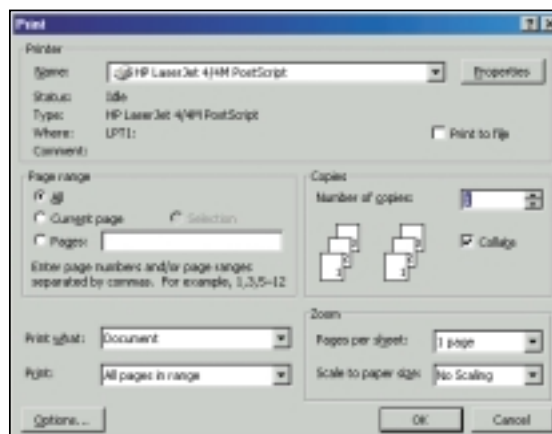 Print
Printer
Name: HP LaserJet 4/4M PostScript Properties
Status: Idle
Type: HP LaserJet 4/4M PostScript
Where: LPT1: Print to file
Comment:
Page range
All
Current page Selection
Pages:
Enter page numbers and/or page ranges
separated by commas. For example, 1,3,5-12
Copies
Number of copies: 1
Collate
Print what: Document
Print: All pages in range
Zoom
Pages per sheet: 1 page
Scale to paper size: No Scaling
Options... OK Cancel